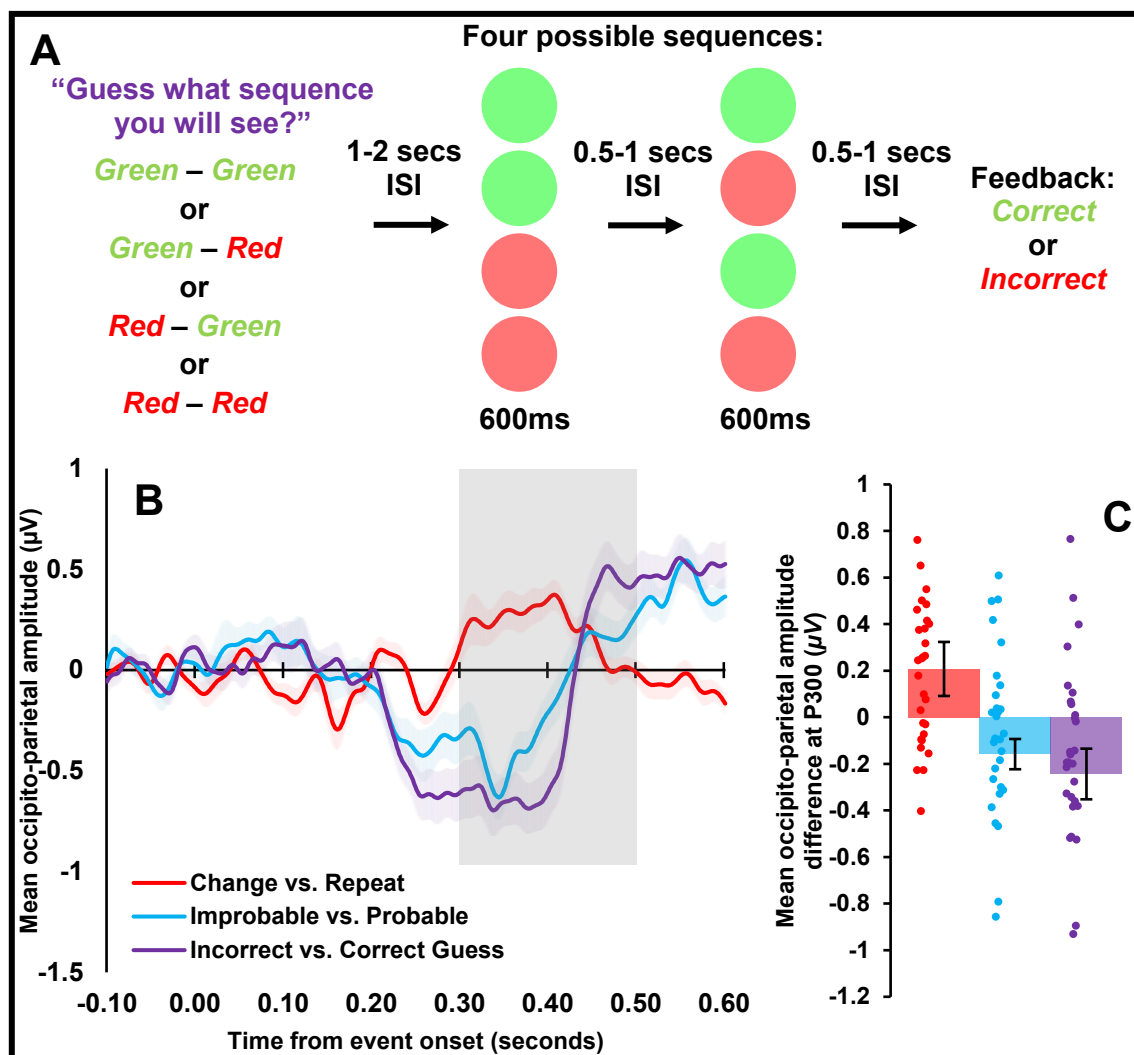 A
Four possible sequences:
“Guess what sequence
you will see?”
Green – Green
or
Green – Red
or
Red – Green
or
Red – Red
1-2 secs
ISI
600ms
0.5-1 secs
ISI
600ms
0.5-1 secs
ISI
Feedback:
Correct
or
Incorrect
B
Mean occipito-parietal amplitude (µV)
1
0.5
0
-0.5
-1
-1.5
-0.10
0.00
0.10
0.20
0.30
0.40
0.50
0.60
Time from event onset (seconds)
Change vs. Repeat
Improbable vs. Probable
Incorrect vs. Correct Guess
C
Mean occipito-parietal amplitude
difference at P300 (µV)
1
0.8
0.6
0.4
0.2
0
-0.2
-0.4
-0.6
-0.8
-1
-1.2